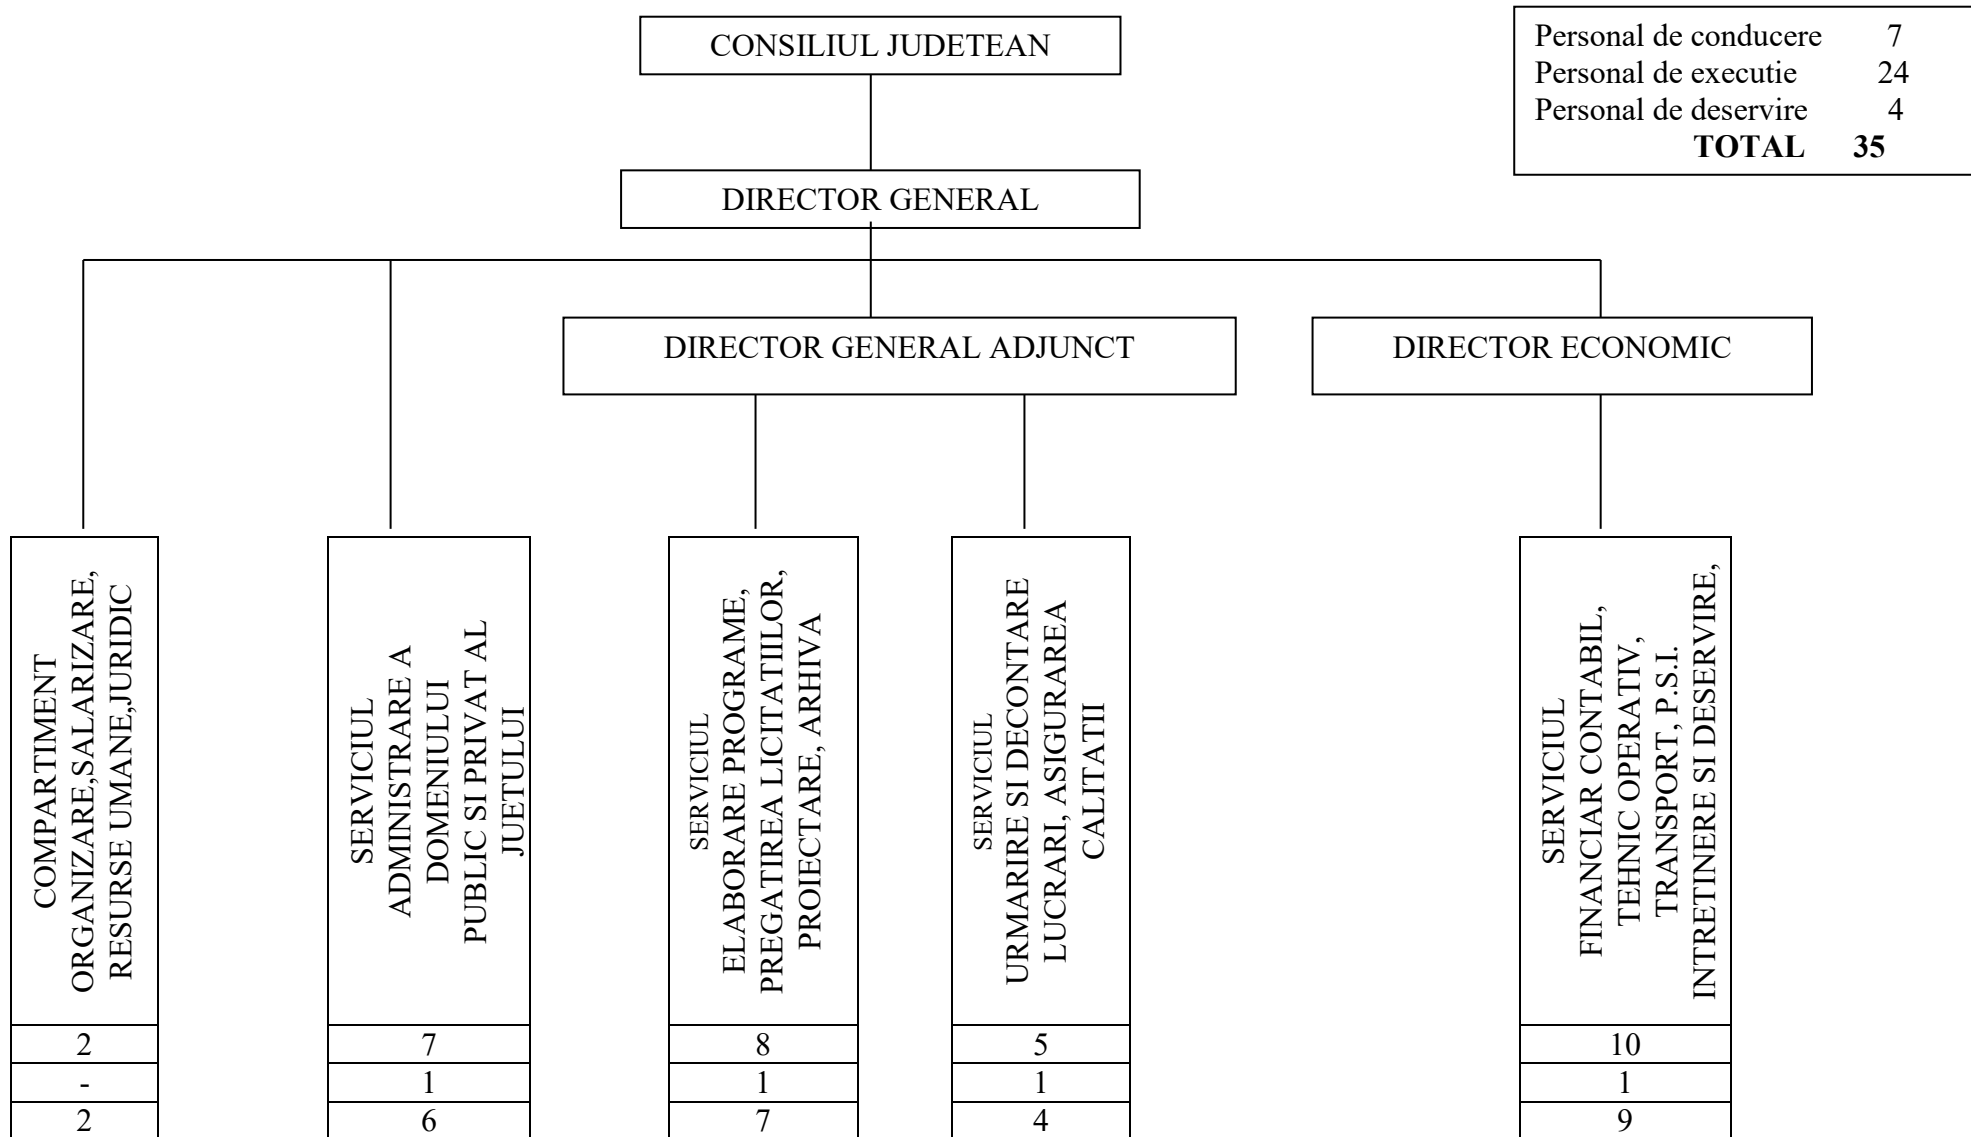 CONSILIUL JUDETEAN
Personal de conducere 7
Personal de executie 24
Personal de deservire 4
TOTAL 35
DIRECTOR GENERAL
DIRECTOR GENERAL ADJUNCT
DIRECTOR ECONOMIC
COMPARTIMENT
ORGANIZARE,SALARIZARE,
RESURSE UMANE,JURIDIC
2
-
2
SERVICIUL
ADMINISTRARE A
DOMENIULUI
PUBLIC SI PRIVAT AL
JUETULUI
7
1
6
SERVICIUL
ELABORARE PROGRAME,
PREGATIREA LICITATIILOR,
PROIECTARE, ARHIVA
8
1
7
SERVICIUL
URMARIRE SI DECONTARE
LUCRARI, ASIGURAREA
CALITATII
5
1
4
SERVICIUL
FINANCIAR CONTABIL,
TEHNIC OPERATIV,
TRANSPORT, P.S.I.
INTRETINERE SI DESERVIRE,
10
1
9